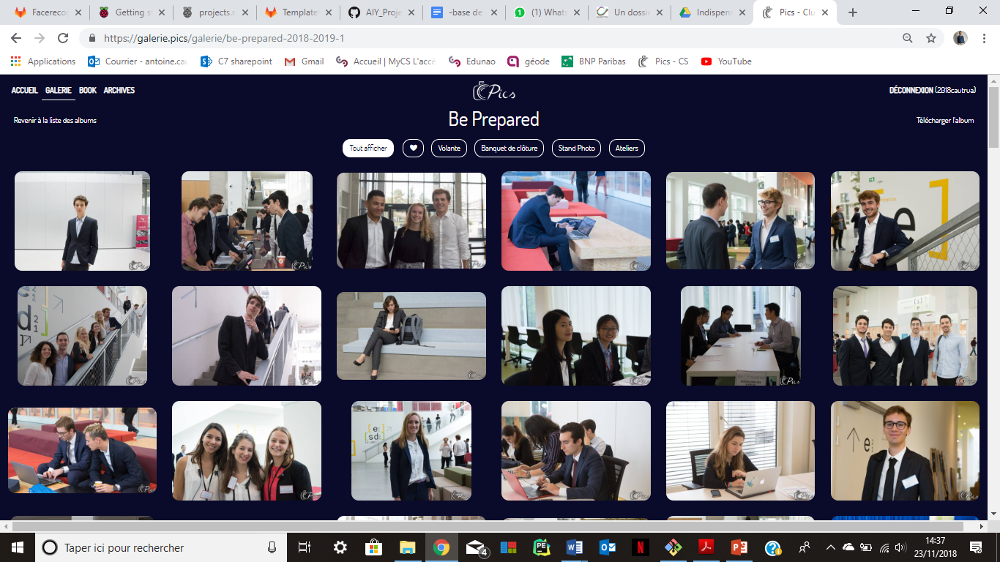 Facereco
Getting s
projects.r
Template
AIY_Proje
-base de
(1) Whats
Un dossie
Indispens
Pics - Clu
https://galerie.pics/galerie/be-prepared-2018-2019-1
Applications
Courrier - antoine.cau
C7 sharepoint
Gmail
Accueil | MyCS L'accè
Edunao
géode
BNP Paribas
Pics - CS
YouTube
ACCUEIL GALERIE BOOK ARCHIVES
Pics
DÉCONNEXION (2018cautrua)
Revenir à la liste des albums
Be Prepared
Télécharger l'album
Tout afficher
Volante
Banquet de clôture
Stand Photo
Ateliers
Taper ici pour rechercher
4
14:37
23/11/2018